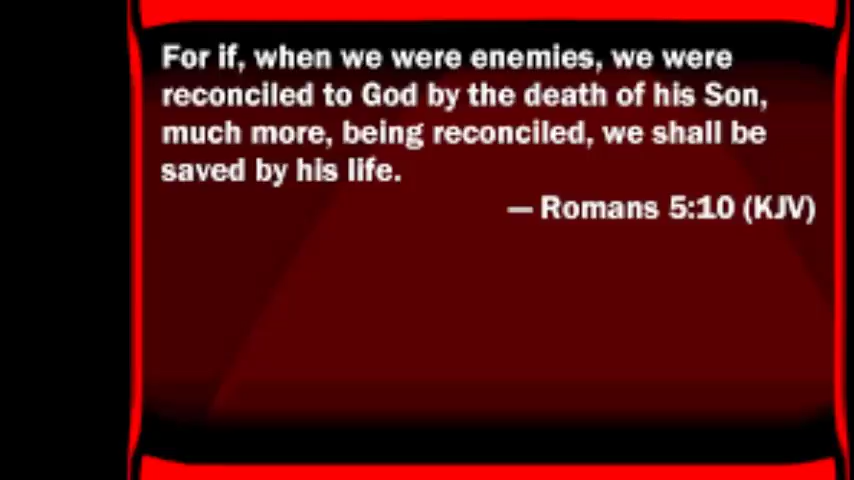 For if, when we were enemies, we were
reconciled to God by the death of his Son,
much more, being reconciled, we shall be
saved by his life.
— Romans 5:10 (KJV)